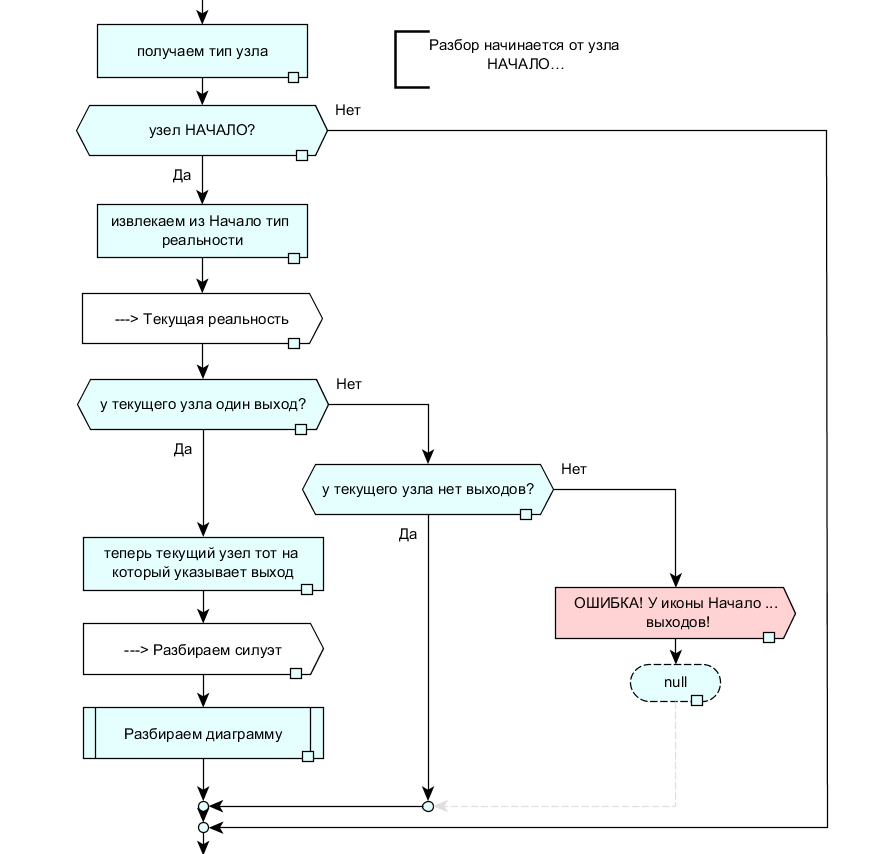 получаем тип узла
Разбор начинается от узла
НАЧАЛО...
Нет
узел НАЧАЛО?
Да
извлекаем из Начало тип
реальности
---> Текущая реальность
Нет
у текущего узла один выход?
Да
Нет
у текущего узла нет выходов?
Да
теперь текущий узел тот на
который указывает выход
ОШИБКА! У иконы Начало ...
выходов!
---> Разбираем силуэт
null
Разбираем диаграмму